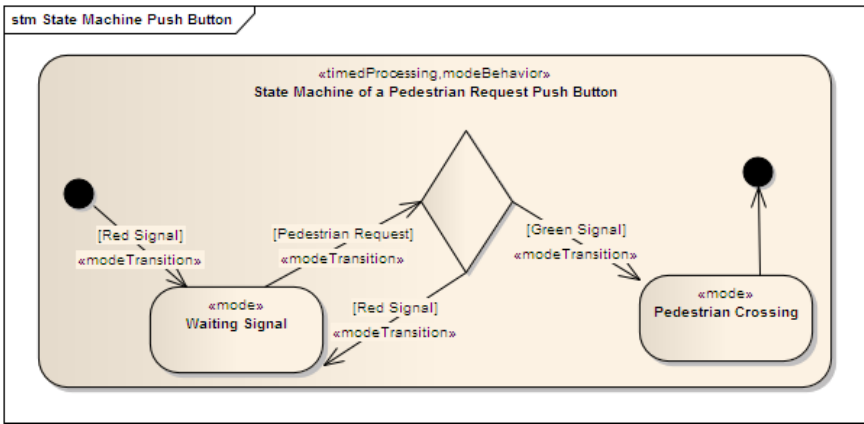 stm State Machine Push Button
«timedProcessing,modeBehavior»
State Machine of a Pedestrian Request Push Button
[Red Signal]
«modeTransition»
[Pedestrian Request]
«modeTransition»
[Green Signal]
«modeTransition»
«mode»
Waiting Signal
[Red Signal]
«modeTransition»
«mode»
Pedestrian Crossing